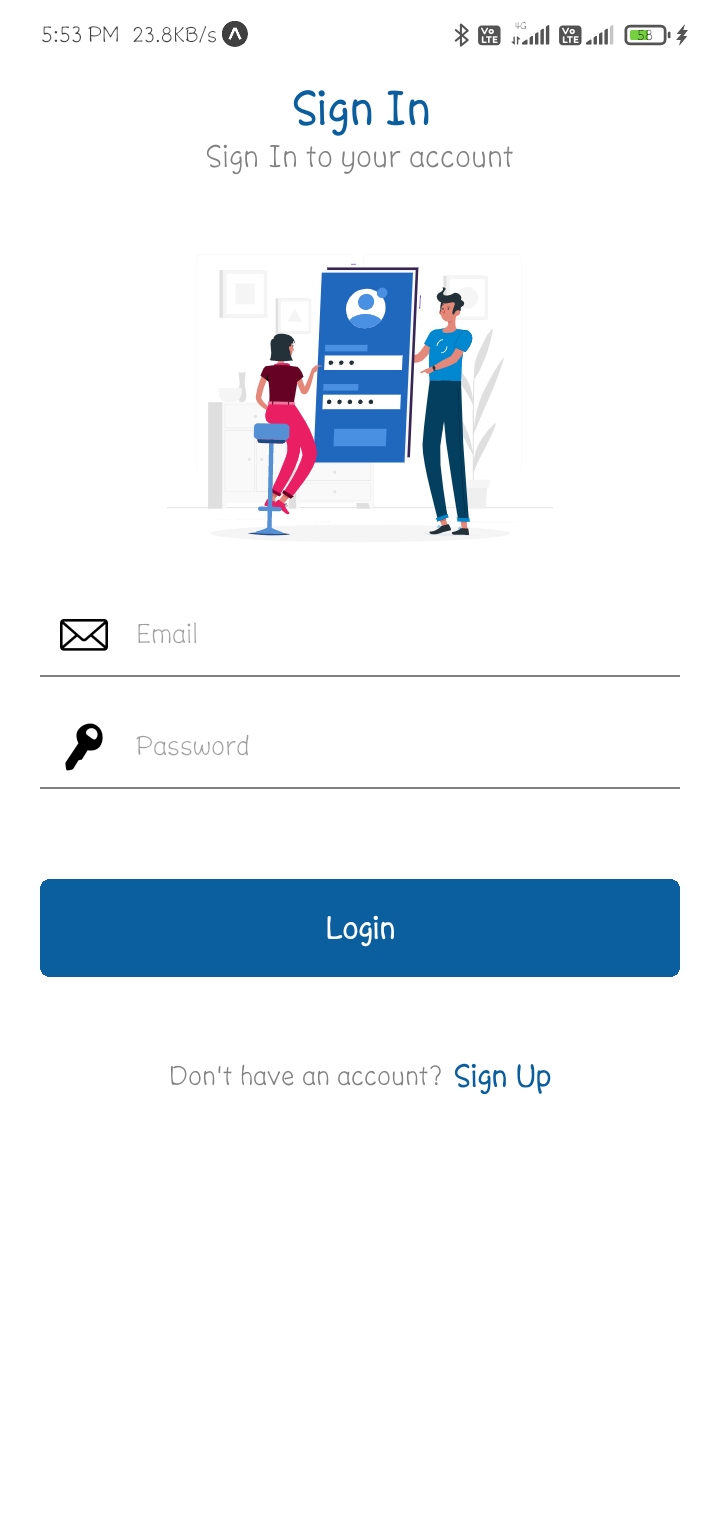 5:53 PM 23.8KB/s
Vo LTE 4G Vo LTE 58
Sign In
Sign In to your account
Email
Password
Login
Don't have an account? Sign Up